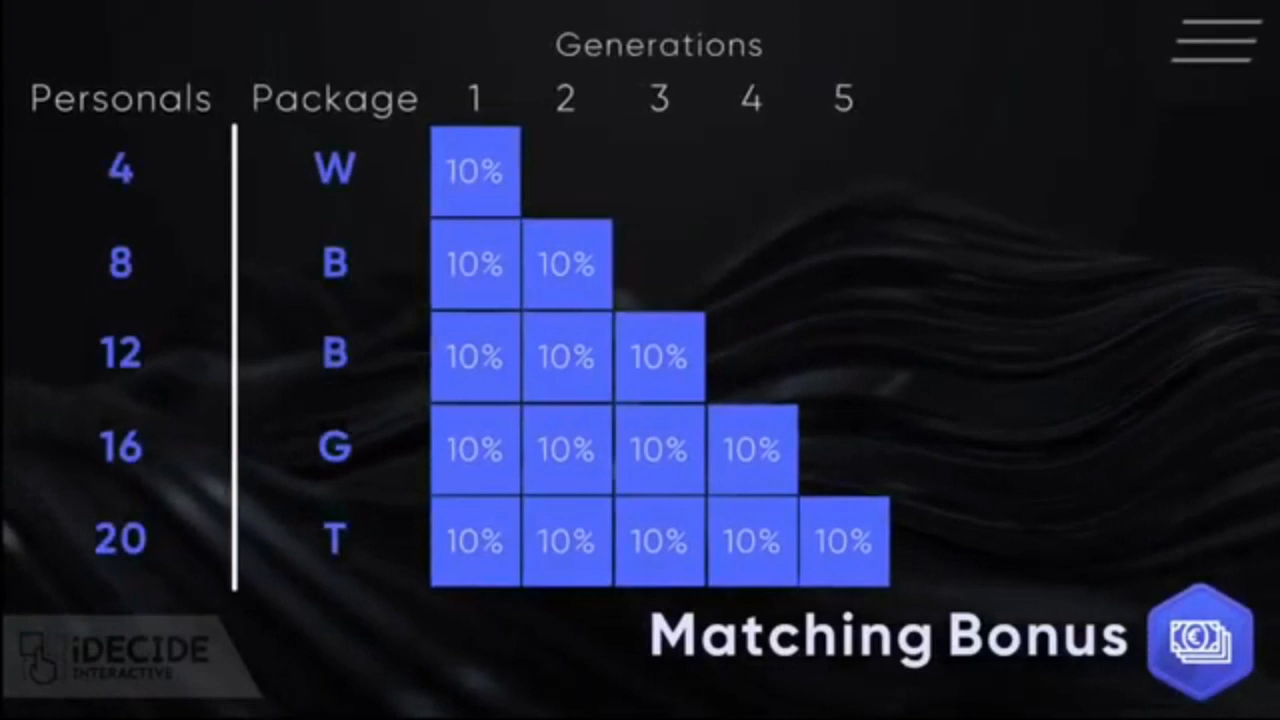 Generations
Personals Package 1 2 3 4 5
4 W 10%
8 B 10% 10%
12 B 10% 10% 10%
16 G 10% 10% 10% 10%
20 T 10% 10% 10% 10% 10%
Matching Bonus
€
iDECIDE
INTERACTIVE